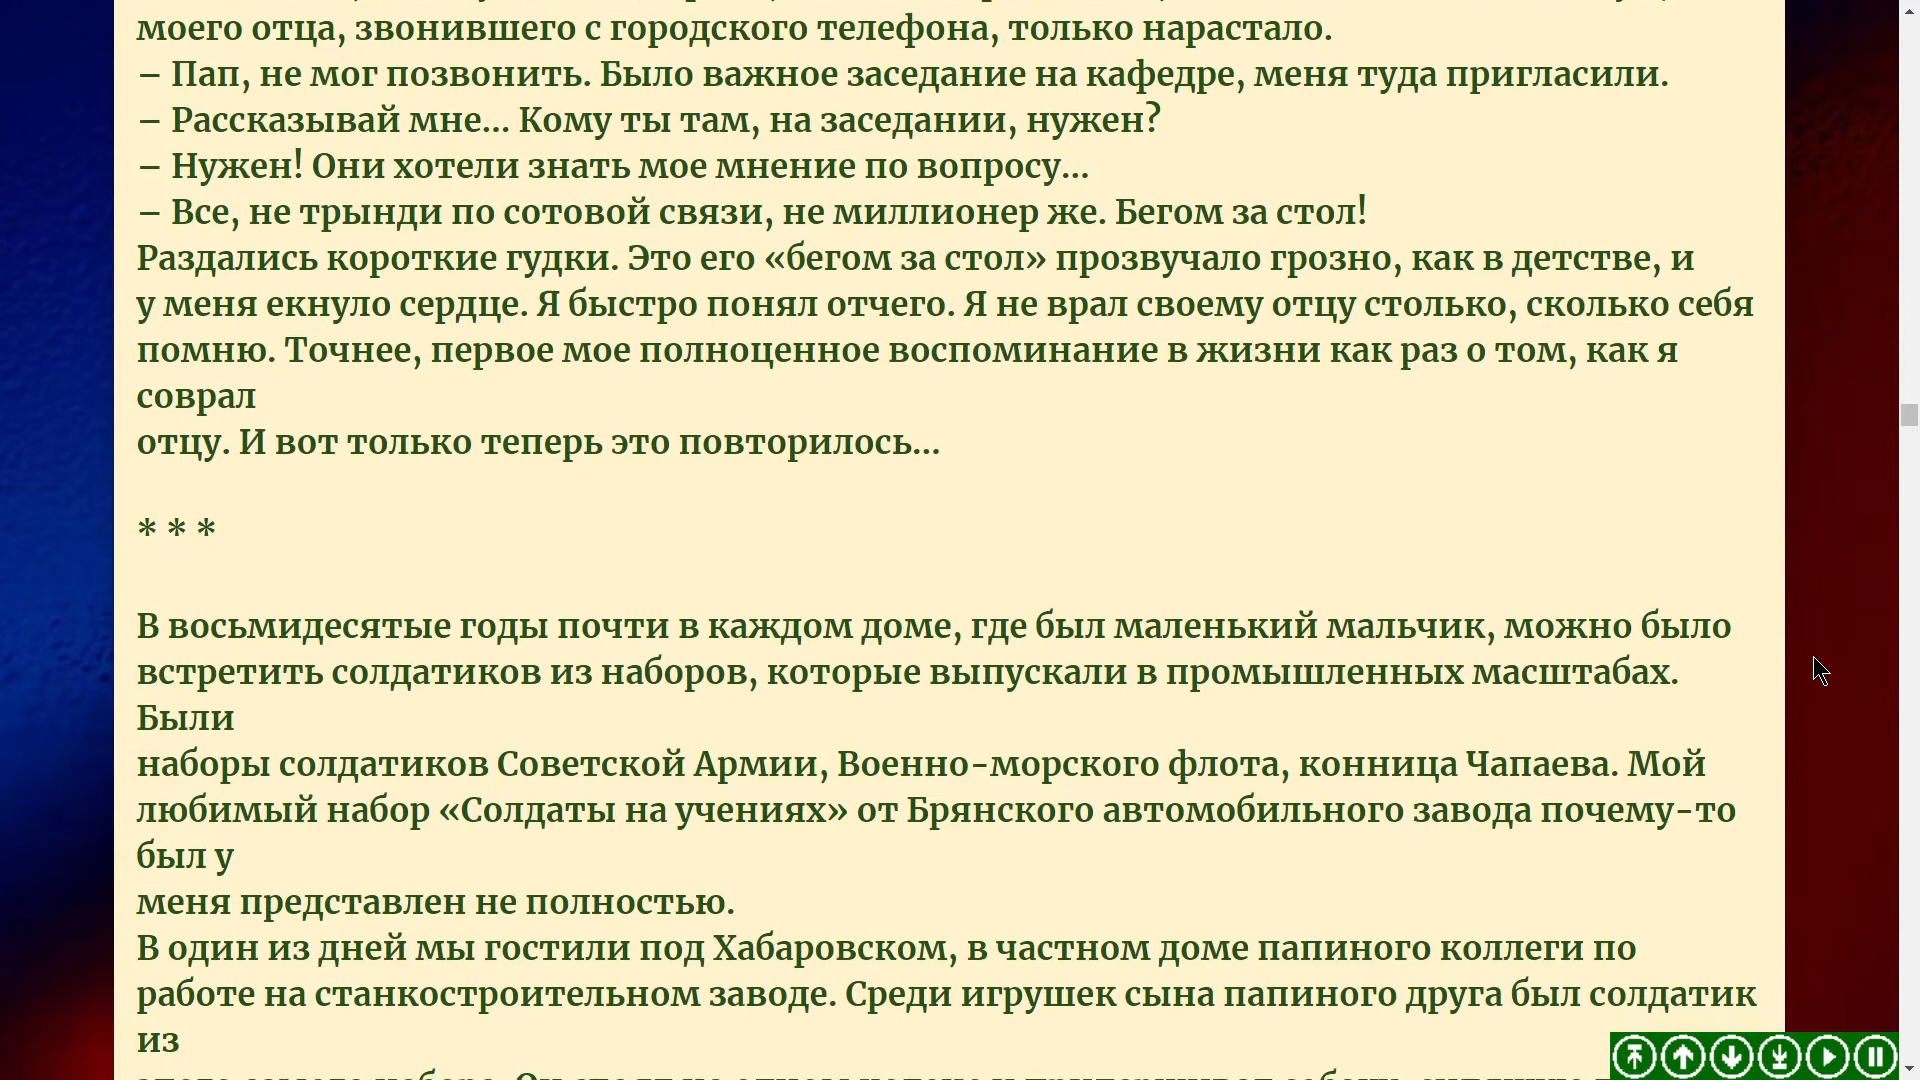 моего отца, звонившего с городского телефона, только нарастало.
– Пап, не мог позвонить. Было важное заседание на кафедре, меня туда пригласили.
– Рассказывай мне... Кому ты там, на заседании, нужен?
– Нужен! Они хотели знать мое мнение по вопросу...
– Все, не трынди по сотовой связи, не миллионер же. Бегом за стол!
Раздались короткие гудки. Это его «бегом за стол» прозвучало грозно, как в детстве, и
у меня екнуло сердце. Я быстро понял отчего. Я не врал своему отцу столько, сколько себя
помню. Точнее, первое мое полноценное воспоминание в жизни как раз о том, как я
соврал
отцу. И вот только теперь это повторилось...
* * *
В восьмидесятые годы почти в каждом доме, где был маленький мальчик, можно было
встретить солдатиков из наборов, которые выпускали в промышленных масштабах.
Были
наборы солдатиков Советской Армии, Военно-морского флота, конница Чапаева. Мой
любимый набор «Солдаты на учениях» от Брянского автомобильного завода почему-то
был у
меня представлен не полностью.
В один из дней мы гостили под Хабаровском, в частном доме папиного коллеги по
работе на станкостроительном заводе. Среди игрушек сына папиного друга был солдатик
из